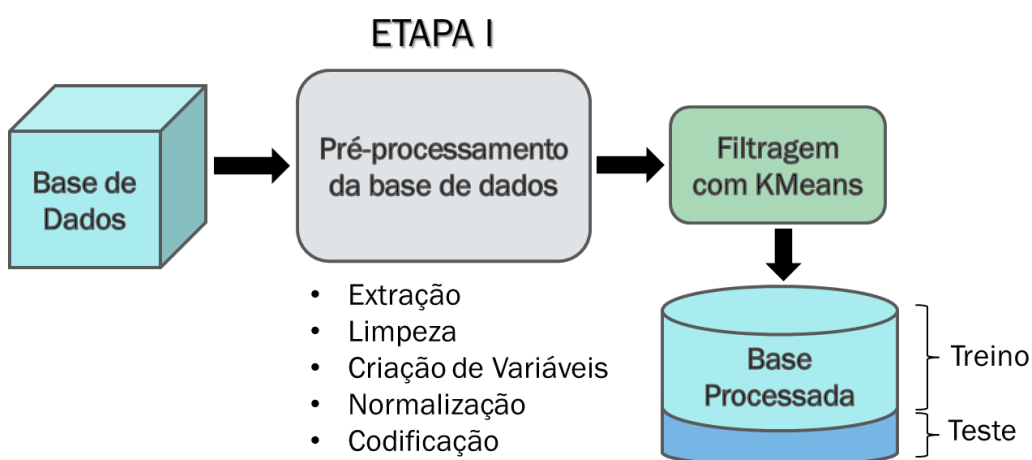 ETAPA I
Base de
Dados
Pré-processamento
da base de dados
Filtragem
com KMeans
• Extração
• Limpeza
• Criação de Variáveis
• Normalização
• Codificação
Base
Processada
Treino
Teste